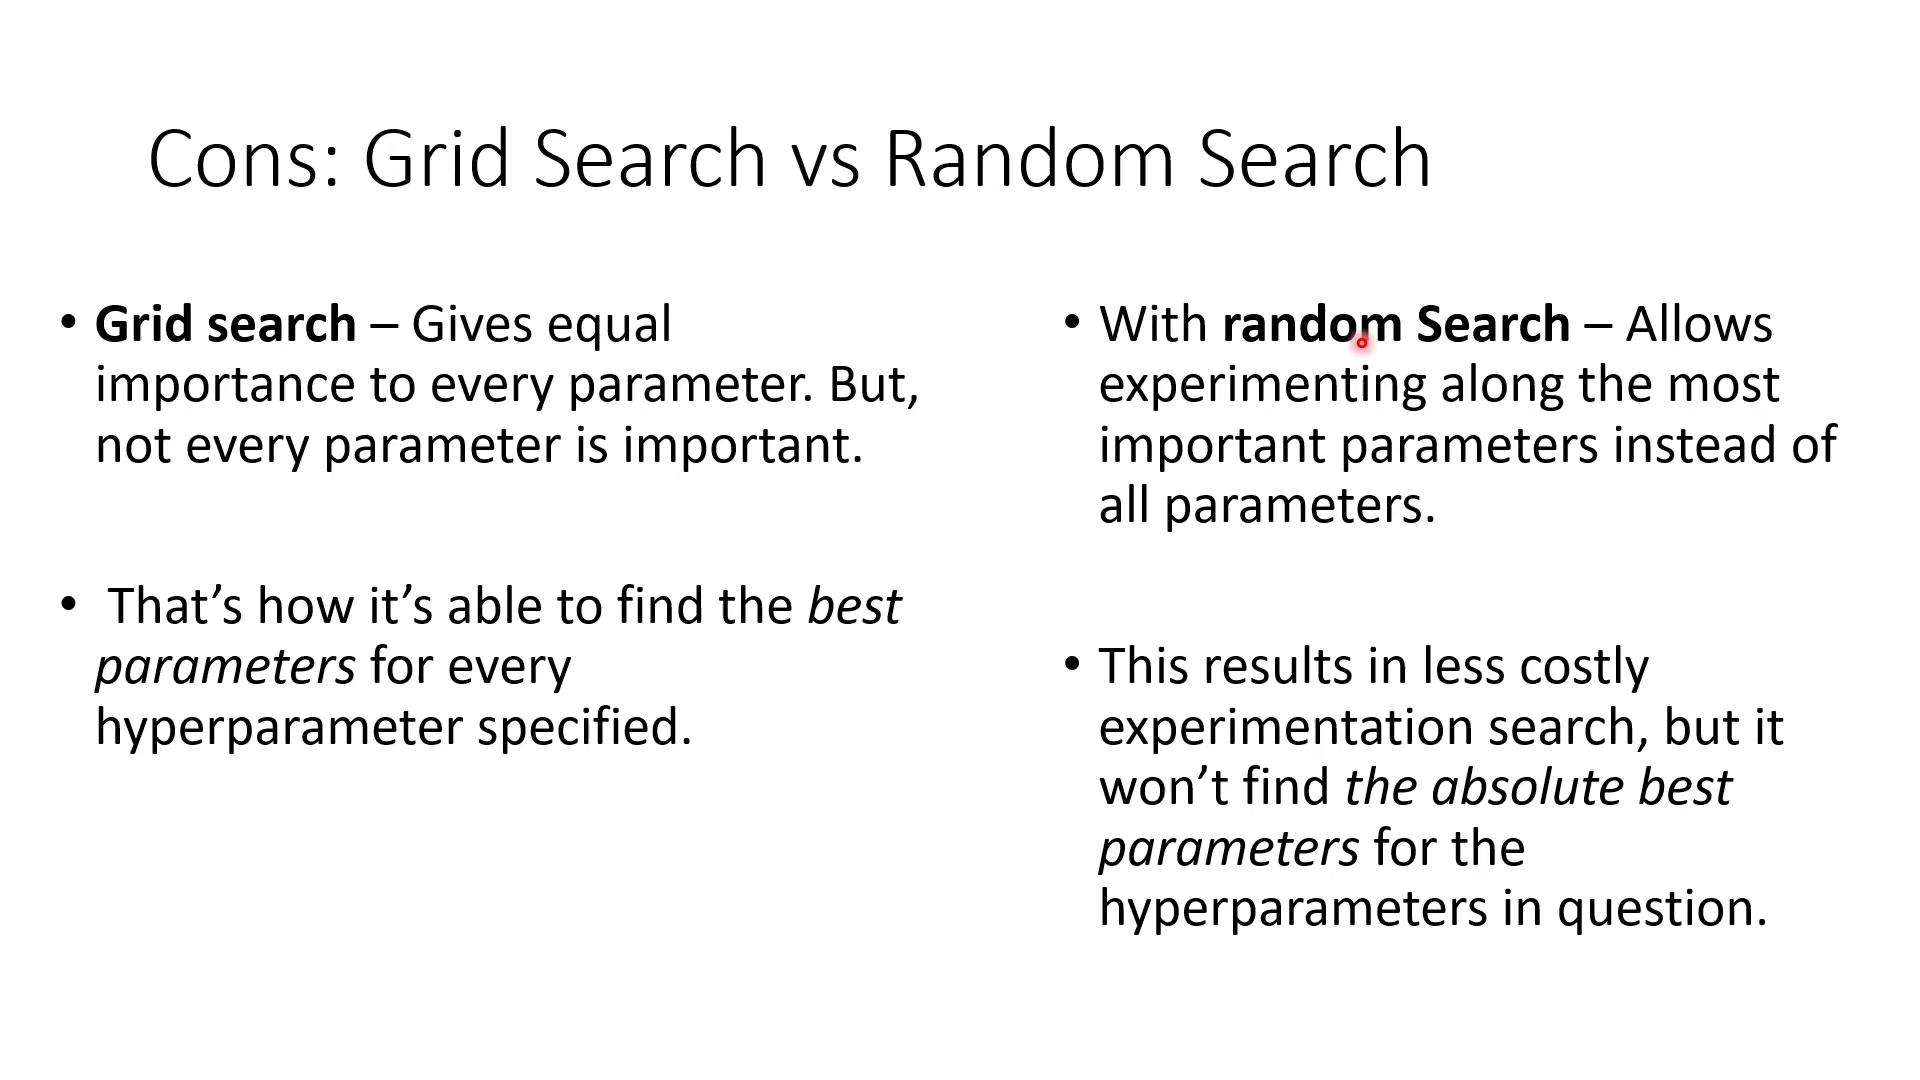 Cons: Grid Search vs Random Search
• Grid search – Gives equal
importance to every parameter. But,
not every parameter is important.
• That’s how it’s able to find the best
parameters for every
hyperparameter specified.
• With random Search – Allows
experimenting along the most
important parameters instead of
all parameters.
• This results in less costly
experimentation search, but it
won’t find the absolute best
parameters for the
hyperparameters in question.